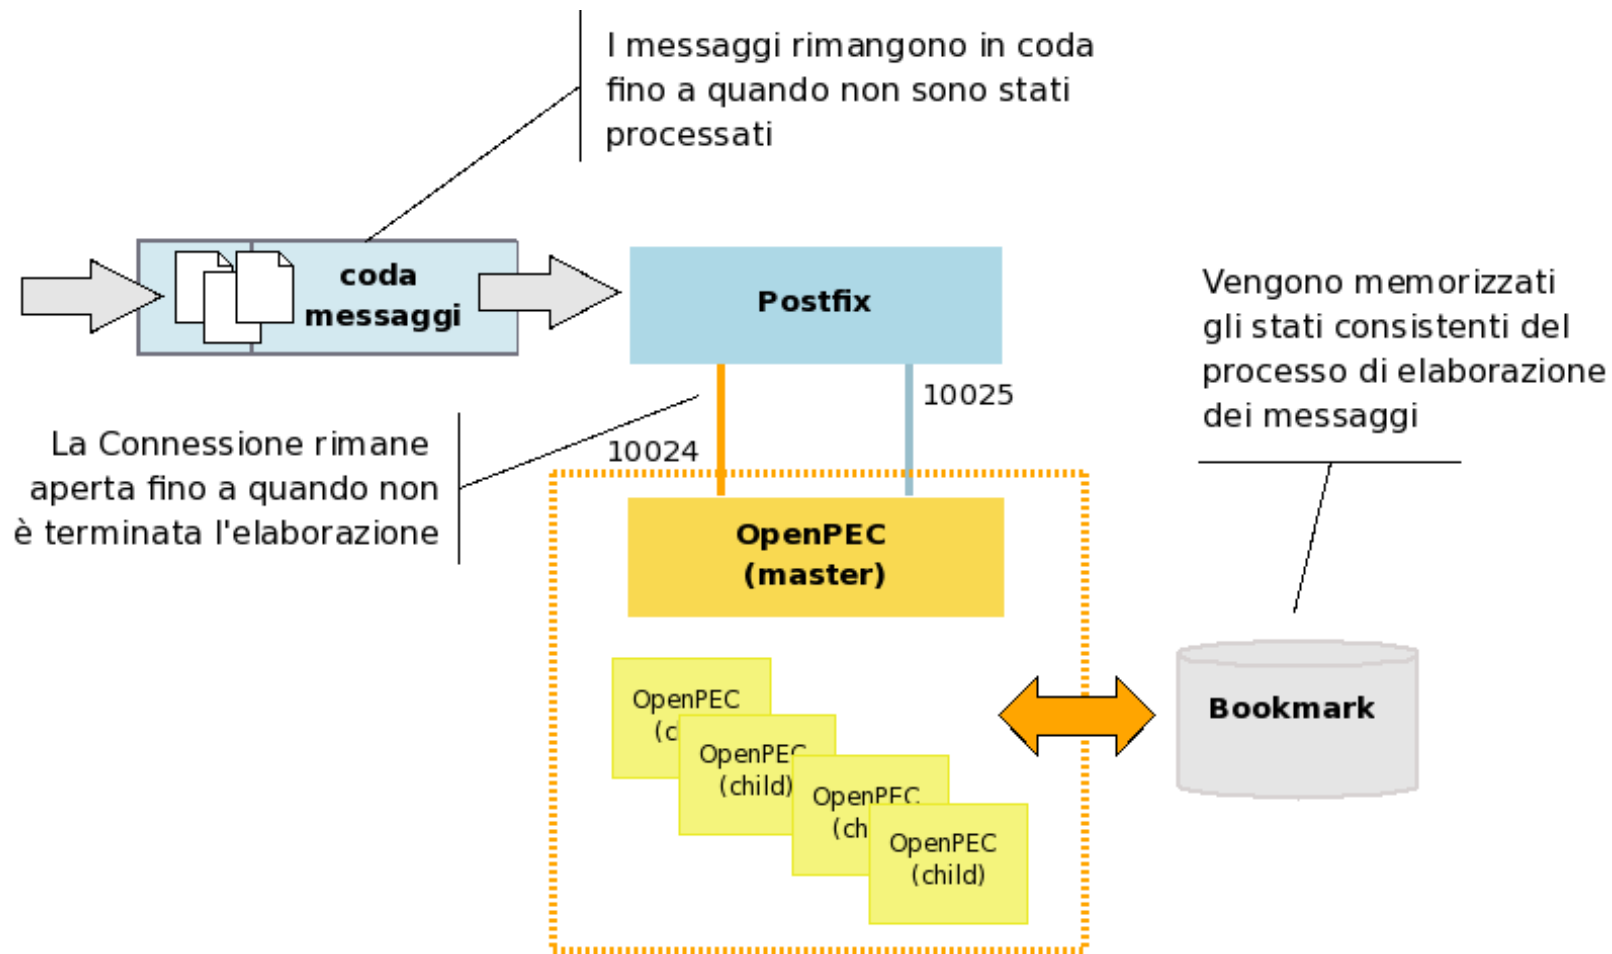 I messaggi rimangono in coda
fino a quando non sono stati
processati
coda
messaggi
Postfix
Vengono memorizzati
gli stati consistenti del
processo di elaborazione
dei messaggi
10025
La Connessione rimane
aperta fino a quando non
è terminata l'elaborazione
10024
OpenPEC
(master)
OpenPEC
OpenPEC
(child)
OpenPEC
OpenPEC
(child)
Bookmark